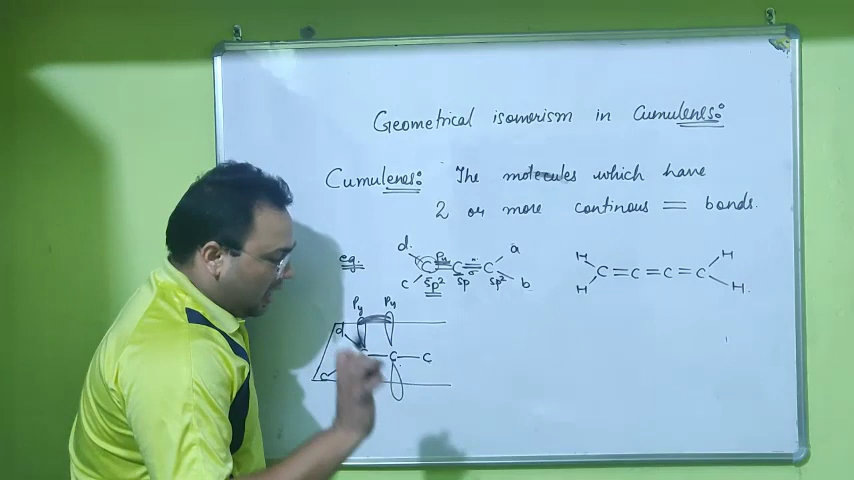 Geometrical isomerism in Cumulenes:
Cumulenes: The molecules which have
2 or more continous = bonds.
eg.
d. a
C=C=C
c sp² sp sp² b
H H
C=C=C=C
H H.
Py Py
d
C—C—C
c